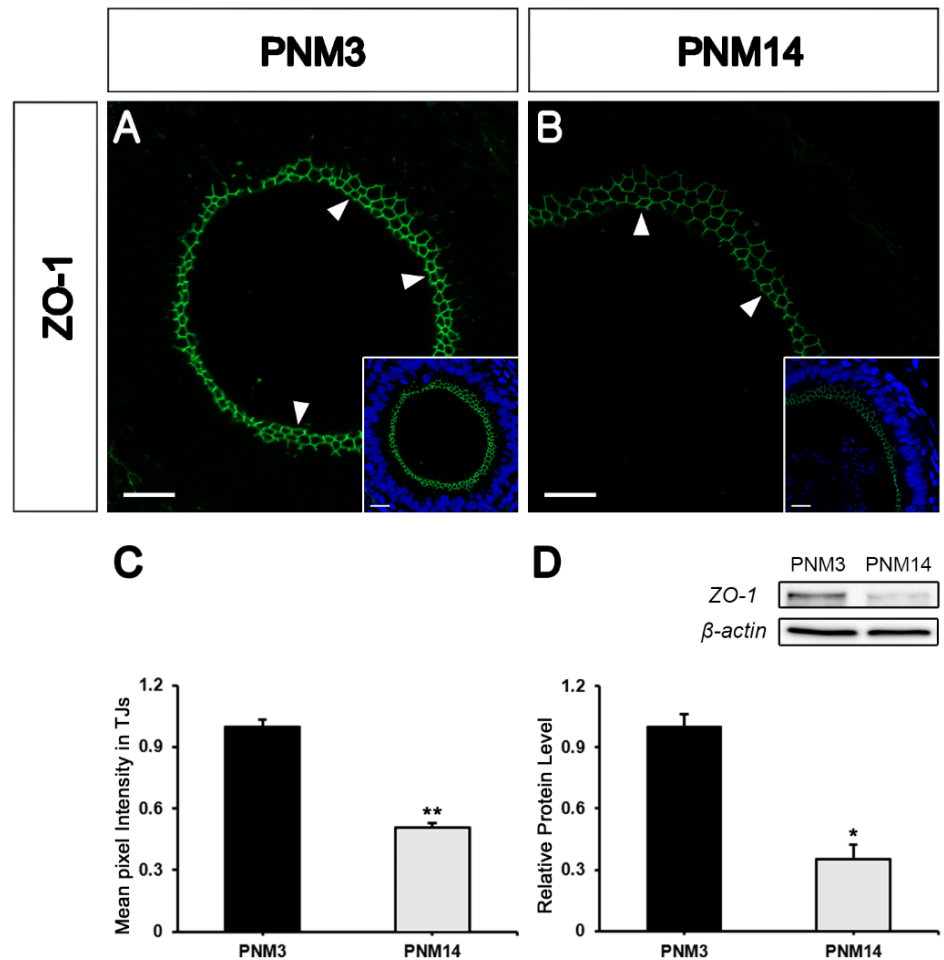 PNM3
PNM14
ZO-1
A
B
C
D
PNM3 PNM14
ZO-1
β-actin
Mean pixel Intensity in TJs
1.2
0.9
0.6
0.3
0
**
PNM3
PNM14
Relative Protein Level
1.2
0.9
0.6
0.3
0
*
PNM3
PNM14